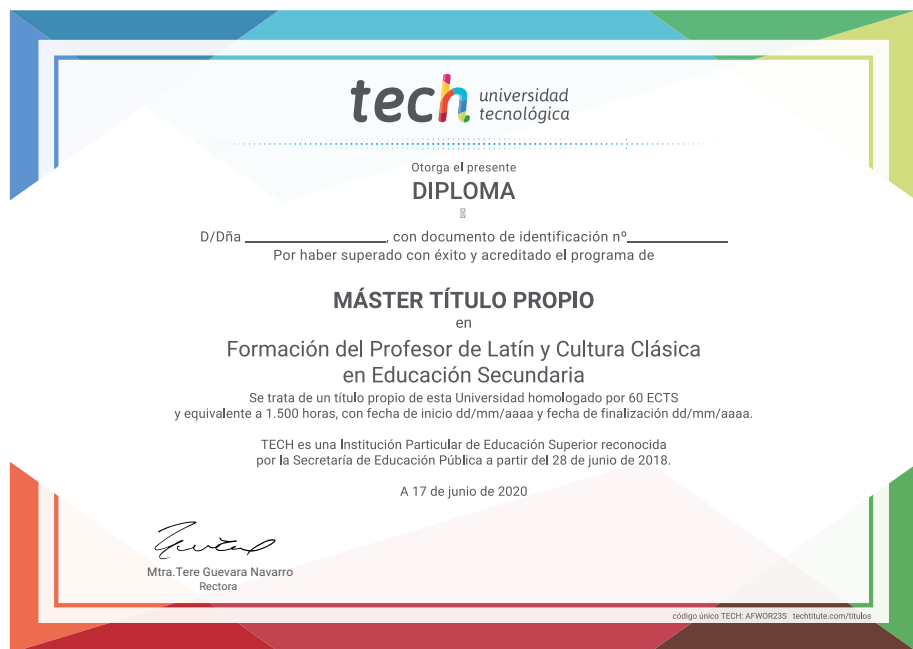 tech universidad
tecnológica
Otorga el presente
DIPLOMA
D/Dña , con documento de identificación nº
Por haber superado con éxito y acreditado el programa de
MÁSTER TÍTULO PROPIO
en
Formación del Profesor de Latín y Cultura Clásica
en Educación Secundaria
Se trata de un título propio de esta Universidad homologado por 60 ECTS
y equivalente a 1.500 horas, con fecha de inicio dd/mm/aaaa y fecha de finalización dd/mm/aaaa.
TECH es una Institución Particular de Educación Superior reconocida
por la Secretaría de Educación Pública a partir del 28 de junio de 2018.
A 17 de junio de 2020
Mtra.Tere Guevara Navarro
Rectora
código único TECH: AFWOR23S techtitute.com/titulos